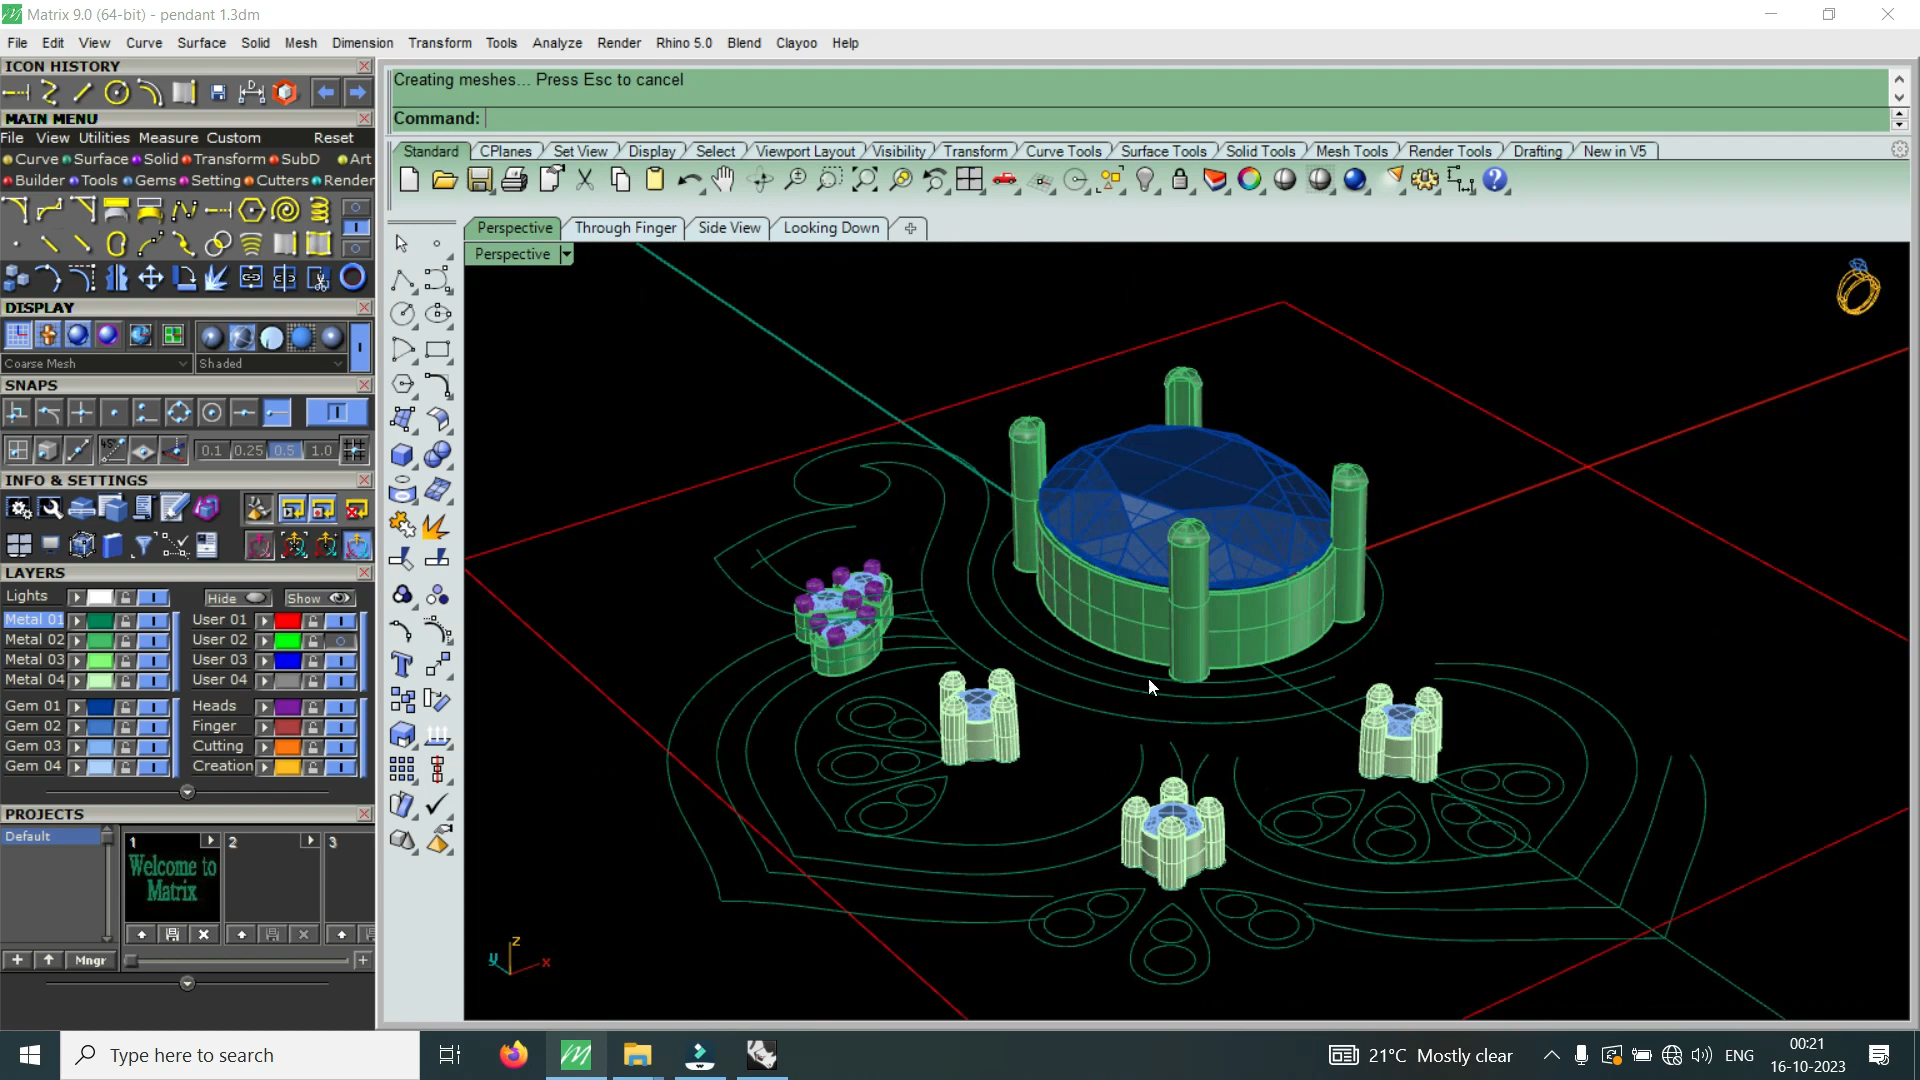 Matrix 9.0 (64-bit) - pendant 1.3dm
File Edit View Curve Surface Solid Mesh Dimension Transform Tools Analyze Render Rhino 5.0 Blend Clayoo Help
ICON HISTORY
Creating meshes... Press Esc to cancel
Command:
MAIN MENU
File View Utilities Measure Custom Reset
Curve Surface Solid Transform SubD Art
Builder Tools Gems Setting Cutters Render
Standard CPlanes Set View Display Select Viewport Layout Visibility Transform Curve Tools Surface Tools Solid Tools Mesh Tools Render Tools Drafting New in V5
Perspective Through Finger Side View Looking Down
Perspective
DISPLAY
Coarse Mesh Shaded
SNAPS
0.1 0.25 0.5 1.0
INFO & SETTINGS
LAYERS
Lights Hide Show
Metal 01 User 01
Metal 02 User 02
Metal 03 User 03
Metal 04 User 04
Gem 01 Heads
Gem 02 Finger
Gem 03 Cutting
Gem 04 Creation
PROJECTS
Default
1 2 3
Welcome to
Matrix
Mngr
z
y x
Type here to search
21°C Mostly clear
ENG
00:21
16-10-2023